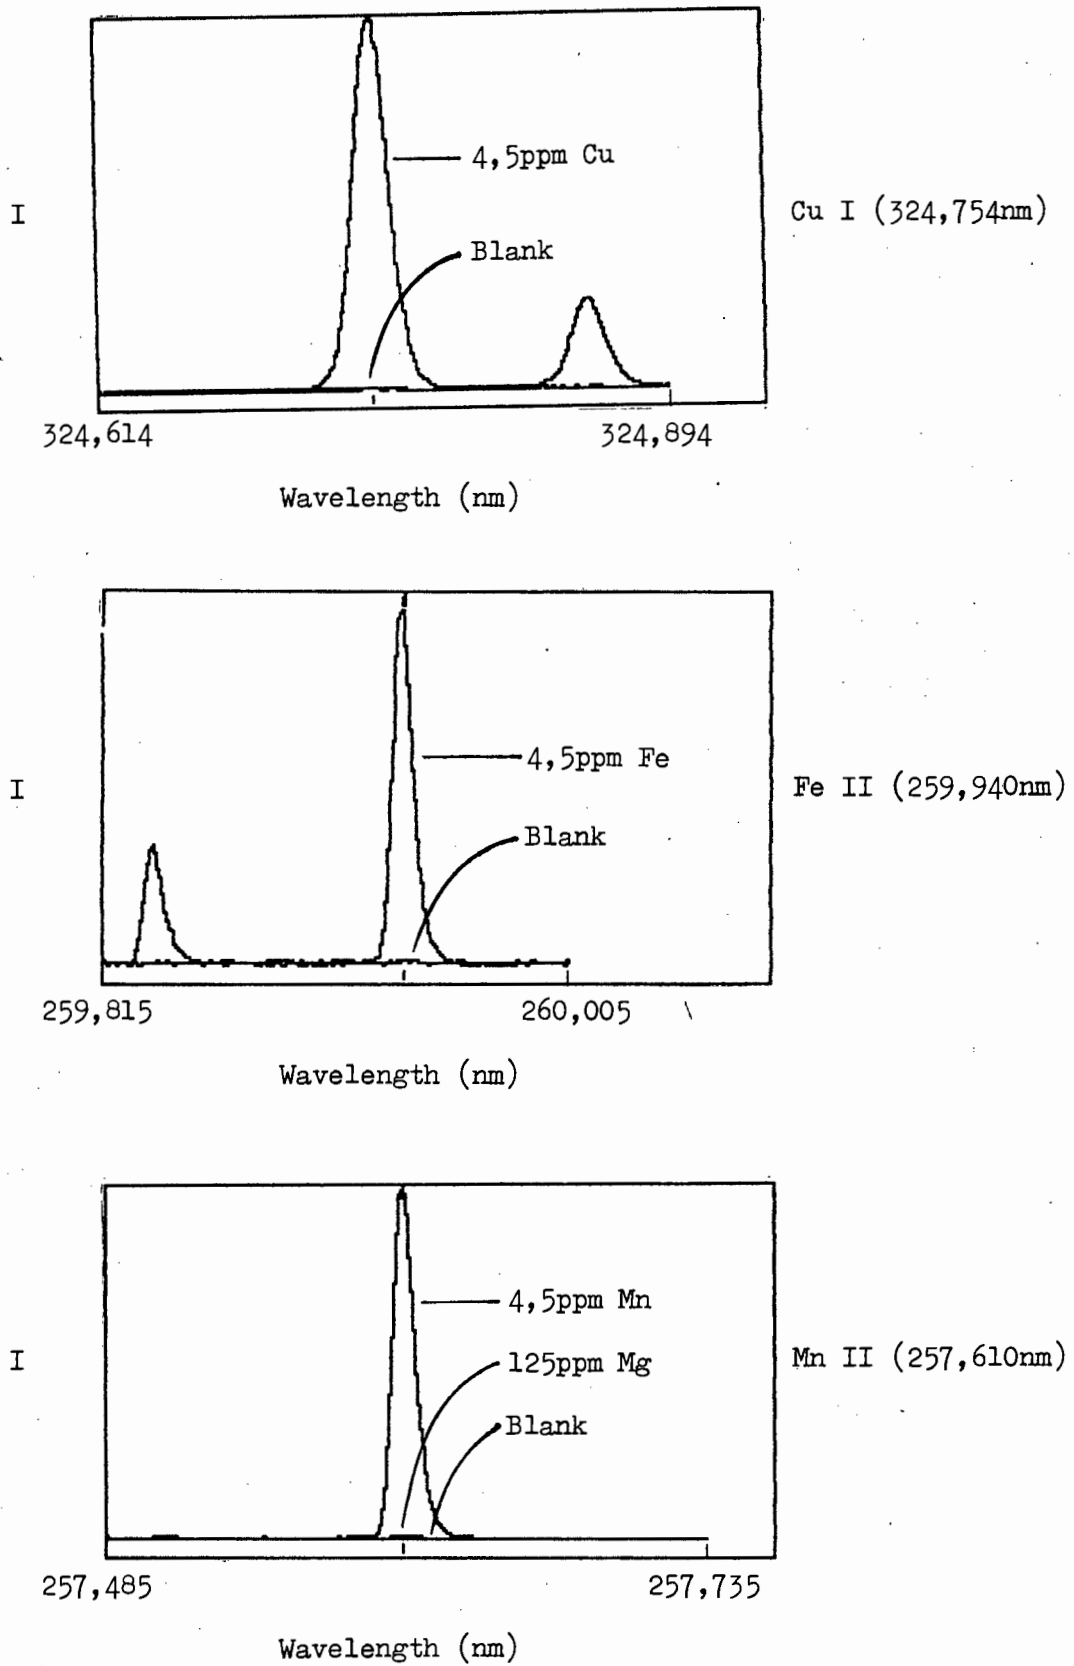 4,5ppm Cu
I
Cu I (324,754nm)
Blank
324,614
324,894
Wavelength (nm)
4,5ppm Fe
I
Fe II (259,940nm)
Blank
259,815
260,005
Wavelength (nm)
4,5ppm Mn
I
125ppm Mg
Mn II (257,610nm)
Blank
257,485
257,735
Wavelength (nm)